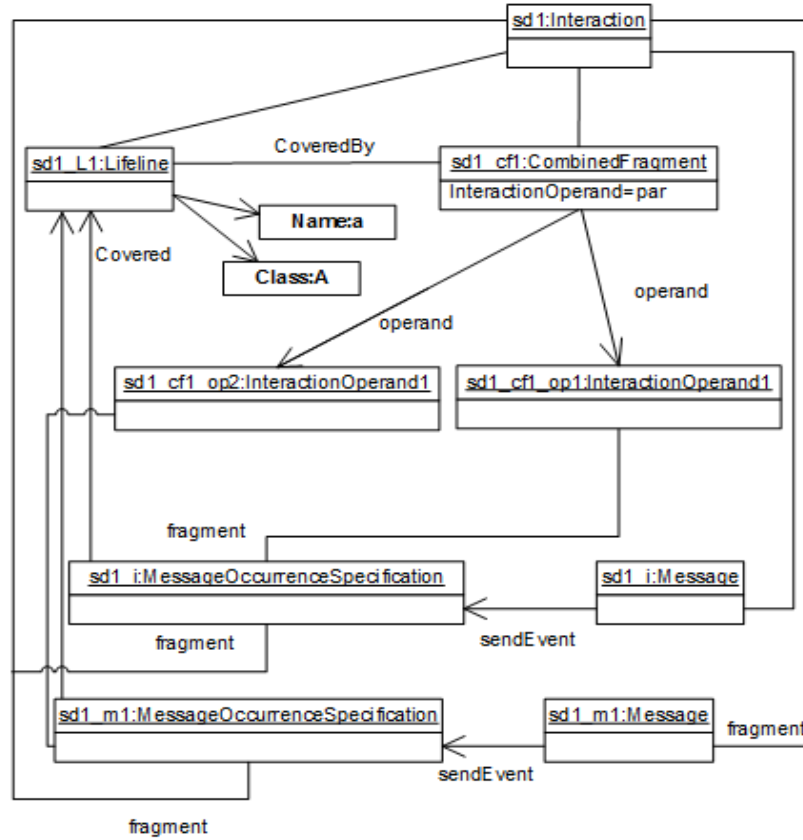 sd1:Interaction
CoveredBy
sd1_L1:Lifeline
sd1_cf1:CombinedFragment
InteractionOperand=par
Name:a
Covered
Class:A
operand
operand
sd1_cf1_op2:InteractionOperand1
sd1_cf1_op1:InteractionOperand1
fragment
sd1_i:MessageOccurrenceSpecification
sd1_i:Message
fragment
sendEvent
sd1_m1:MessageOccurrenceSpecification
sd1_m1:Message
fragment
sendEvent
fragment